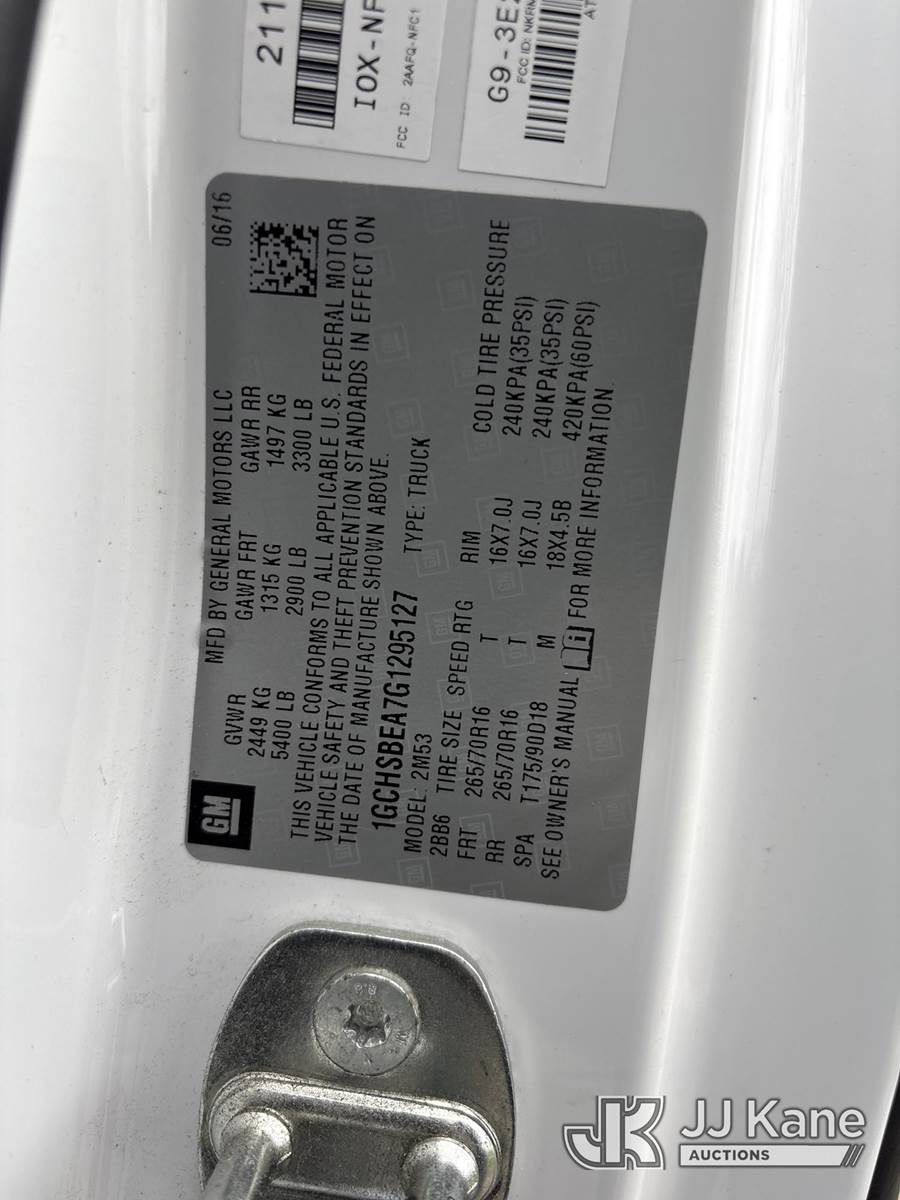 211
IOX-NF
FCC ID: 2AAFQ-NFC1
G9-3E
FCC ID: NKR
AT
GM
MFD BY GENERAL MOTORS LLC 06/16
GVWR GAWR FRT GAWR RR
2449 KG 1315 KG 1497 KG
5400 LB 2900 LB 3300 LB
THIS VEHICLE CONFORMS TO ALL APPLICABLE U.S. FEDERAL MOTOR
VEHICLE SAFETY AND THEFT PREVENTION STANDARDS IN EFFECT ON
THE DATE OF MANUFACTURE SHOWN ABOVE.
1GCHSBEA7G1295127 TYPE: TRUCK
MODEL: 2M53
2BB6 TIRE SIZE SPEED RTG RIM COLD TIRE PRESSURE
FRT 265/70R16 T 16X7.0J 240KPA(35PSI)
RR 265/70R16 T 16X7.0J 240KPA(35PSI)
SPA T175/90D18 M 18X4.5B 420KPA(60PSI)
SEE OWNER'S MANUAL FOR MORE INFORMATION.
JK JJ Kane
AUCTIONS